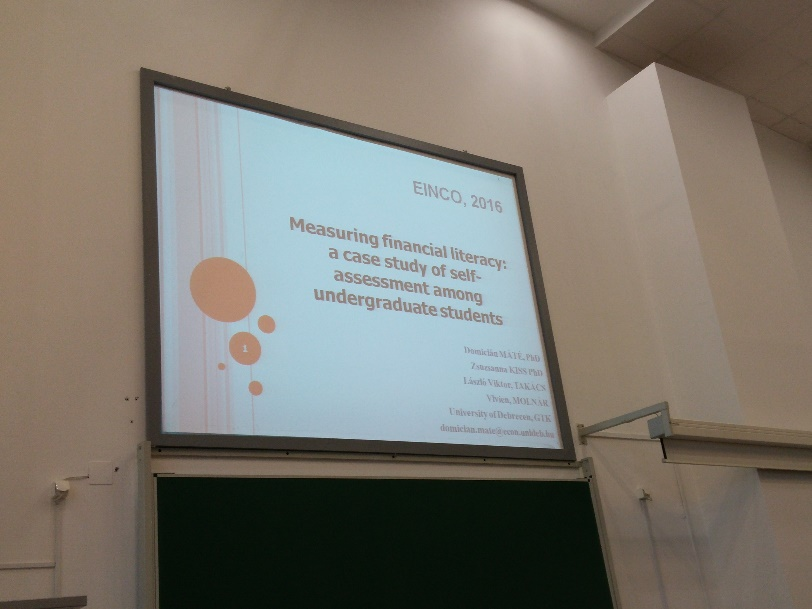 EINCO, 2016
Measuring financial literacy:
a case study of self-
assessment among
undergraduate students
1
Domicián MÁTÉ, PhD
Zsuzsanna KISS PhD
László Viktor, TAKÁCS
Vivien, MOLNÁR
University of Debrecen, GTK
domician.mate@econ.unideb.hu